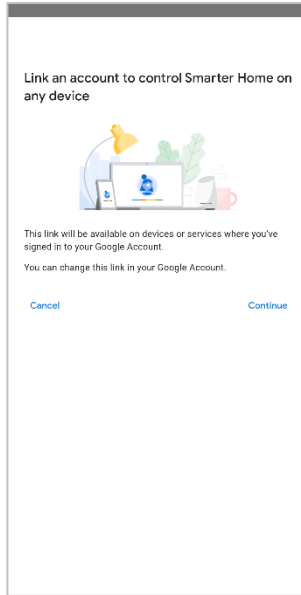 Link an account to control Smarter Home on
any device
This link will be available on devices or services where you've
signed in to your Google Account.
You can change this link in your Google Account.
Cancel
Continue